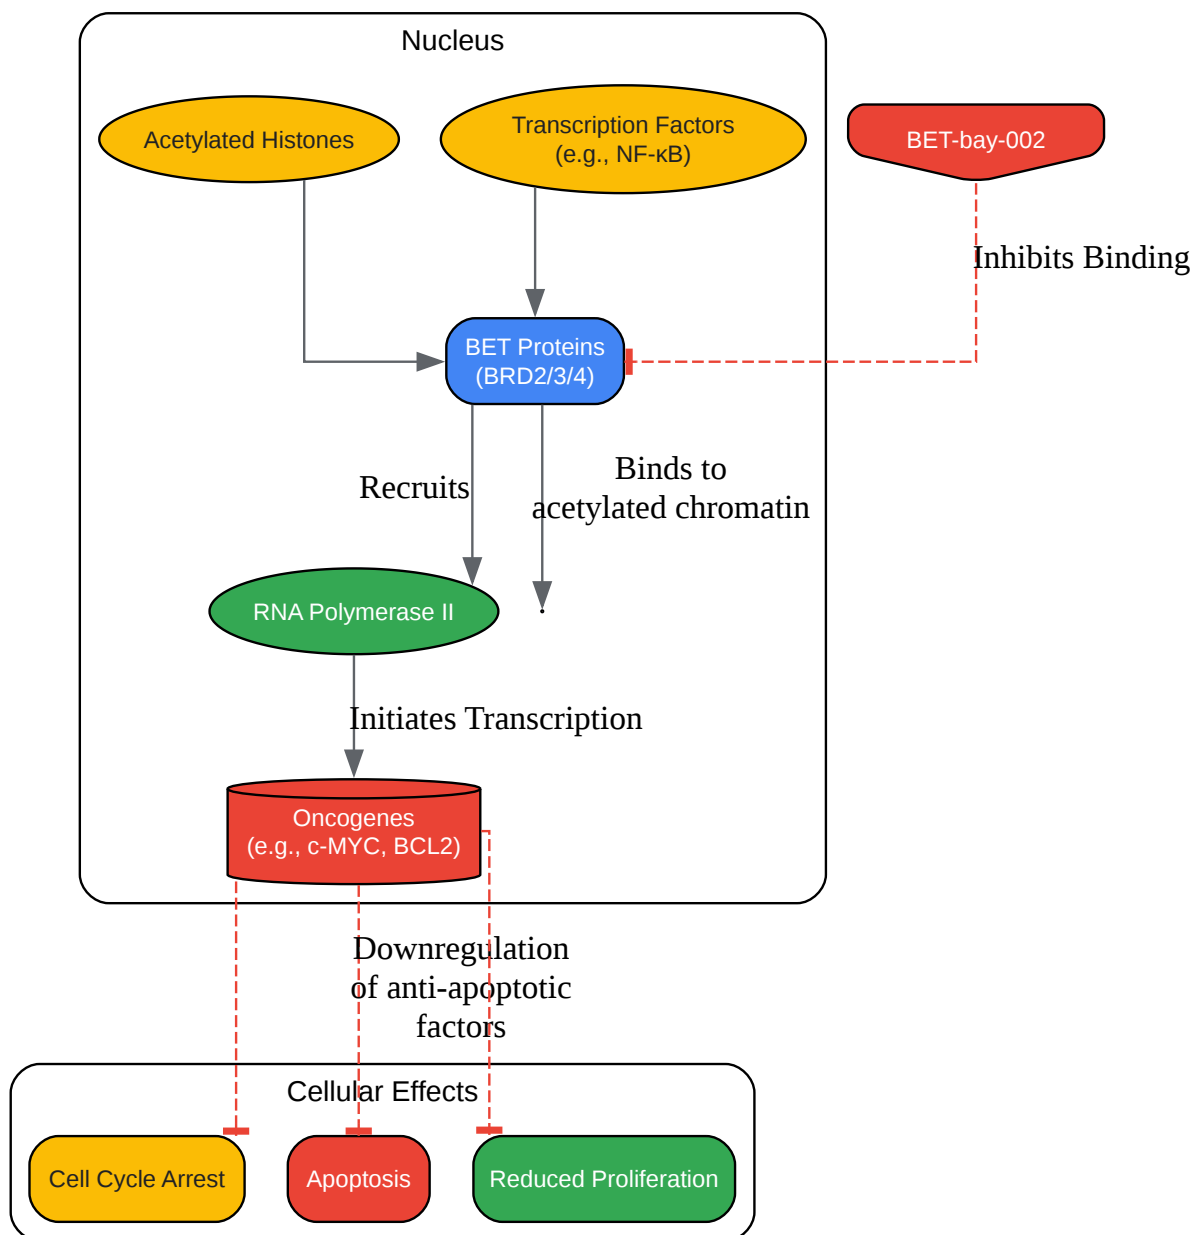 Nucleus
Acetylated Histones
Transcription Factors
(e.g., NF-κB)
BET-bay-002
Inhibits Binding
BET Proteins
(BRD2/3/4)
Recruits
Binds to
acetylated chromatin
RNA Polymerase II
Initiates Transcription
Oncogenes
(e.g., c-MYC, BCL2)
Downregulation
of anti-apoptotic
factors
Cellular Effects
Cell Cycle Arrest
Apoptosis
Reduced Proliferation